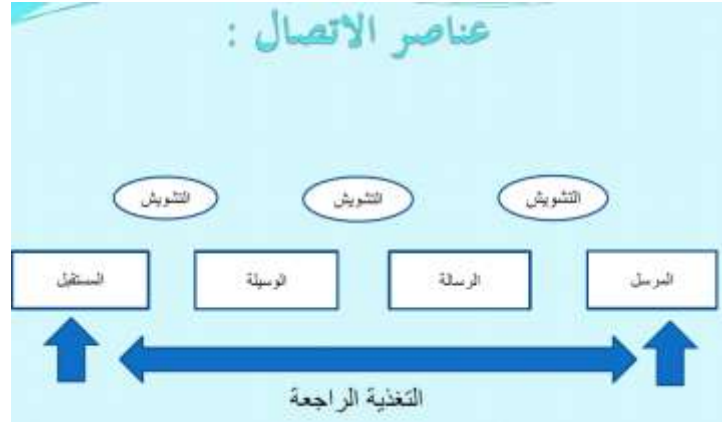 عناصر الاتصال :
التشويش التشويش التشويش
المرسل الرسالة الوسيلة المستقبل
التغذية الراجعة